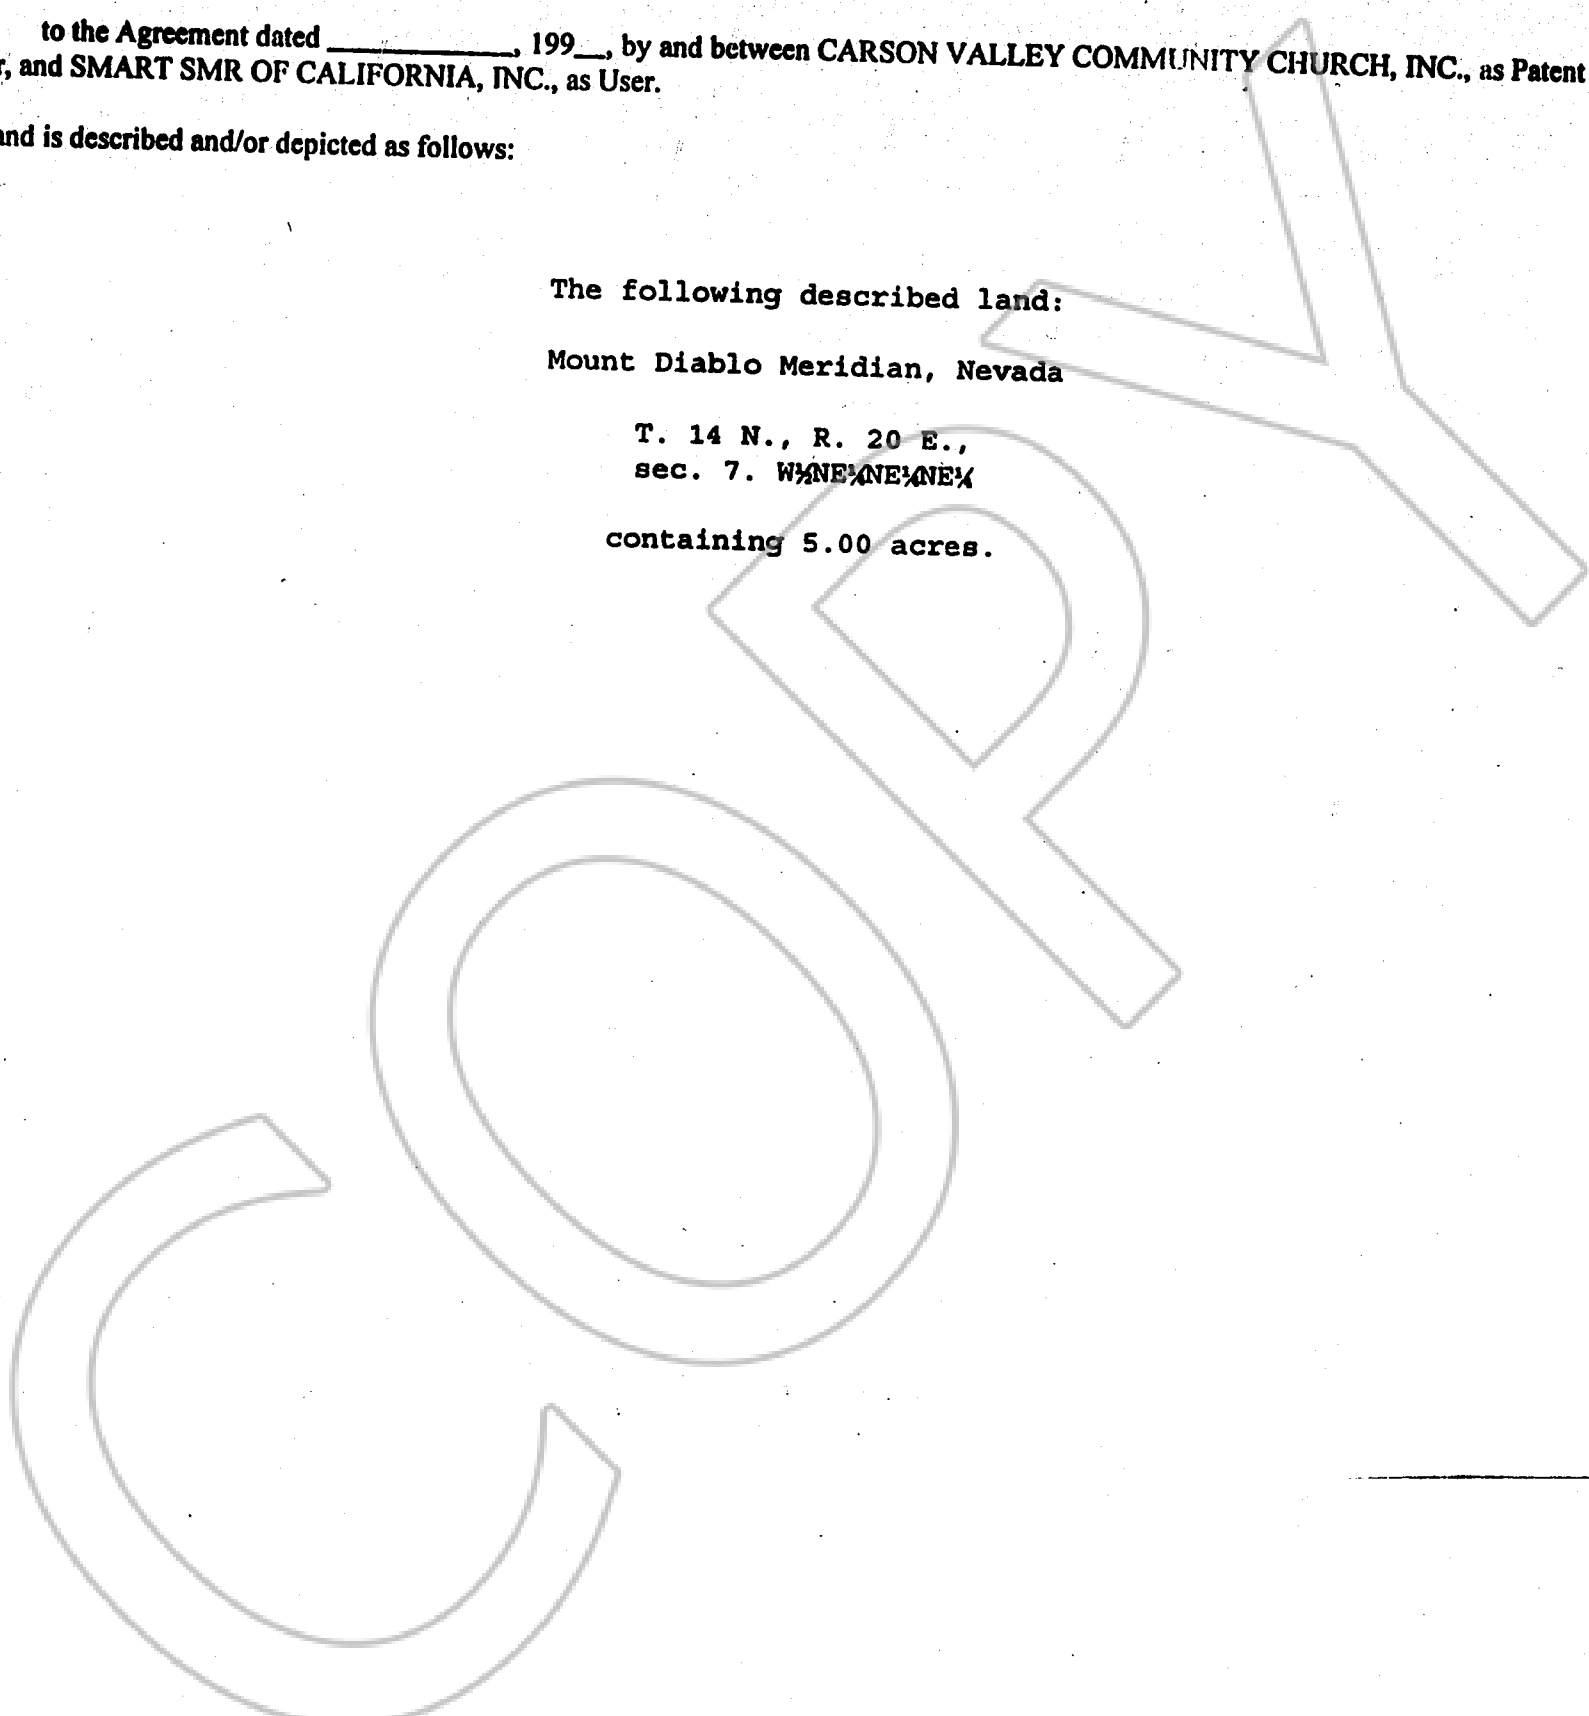 to the Agreement dated ____________, 199__, by and between CARSON VALLEY COMMUNITY CHURCH, INC., as Patent
r, and SMART SMR OF CALIFORNIA, INC., as User.
and is described and/or depicted as follows:
The following described land:
Mount Diablo Meridian, Nevada
T. 14 N., R. 20 E.,
sec. 7. W½NE¼NE¼NE¼
containing 5.00 acres.
COPY